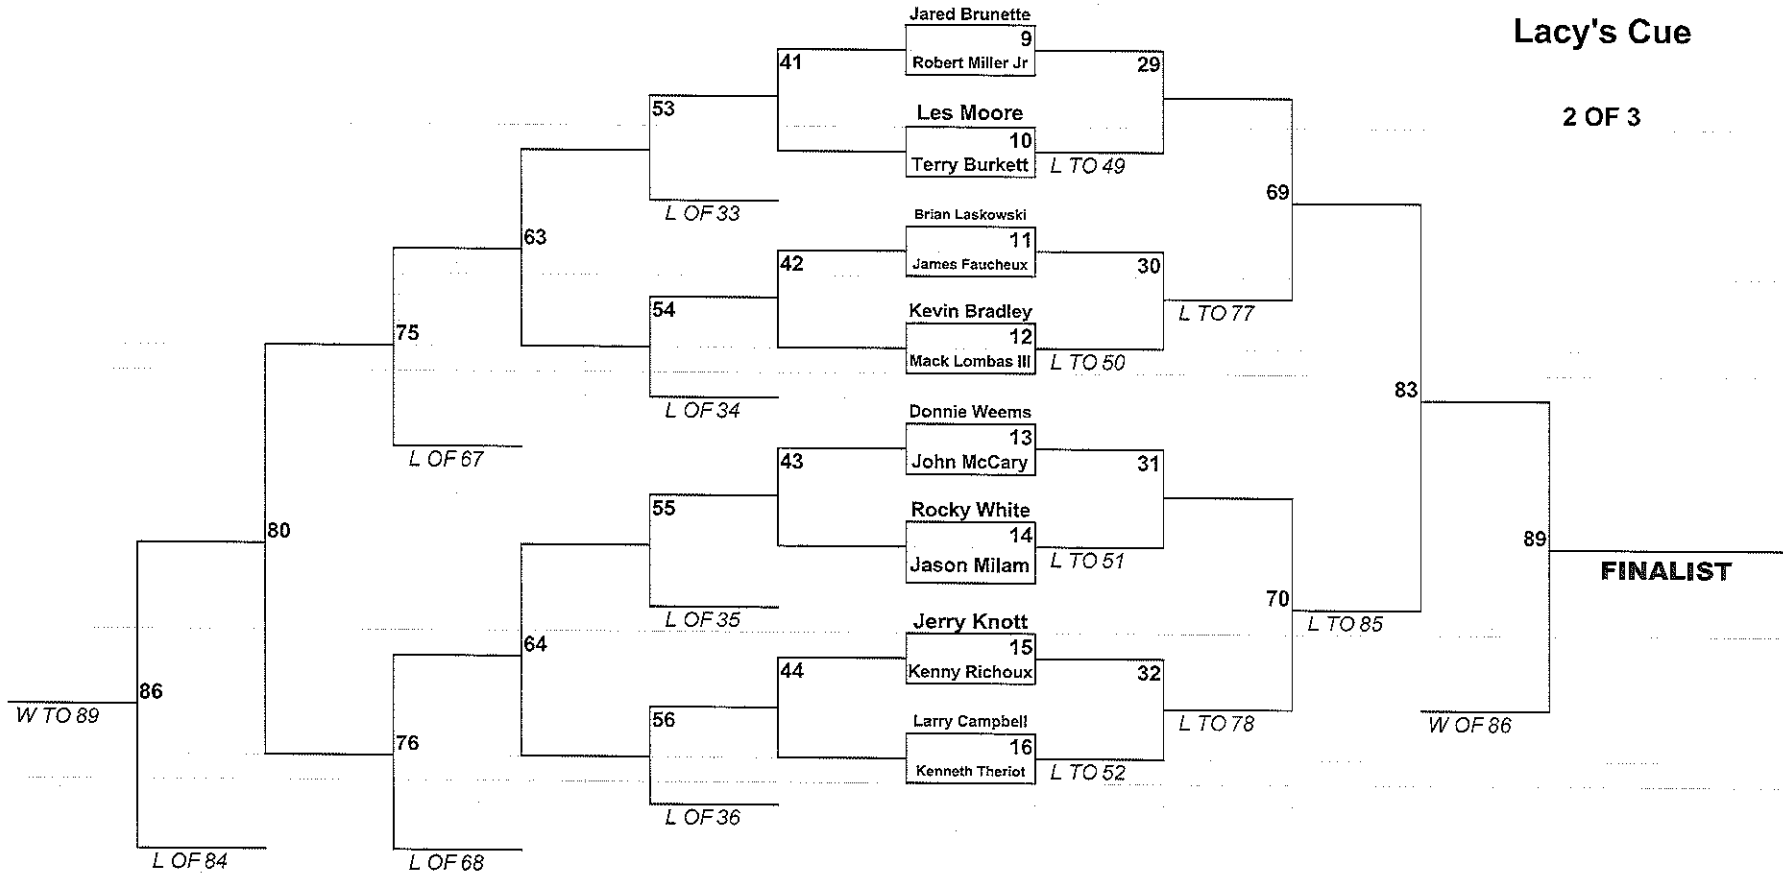 Lacy's Cue
2 OF 3
Jared Brunette
9
Robert Miller Jr
41
29
53
Les Moore
10
Terry Burkett
L TO 49
69
L OF 33
Brian Laskowski
11
James Faucheux
63
42
30
54
Kevin Bradley
12
Mack Lombas III
L TO 50
L TO 77
75
83
L OF 34
Donnie Weems
13
John McCary
L OF 67
43
31
55
Rocky White
14
Jason Milam
L TO 51
80
89
FINALIST
70
L OF 35
L TO 85
Jerry Knott
15
Kenny Richoux
64
44
32
86
W TO 89
56
Larry Campbell
16
Kenneth Theriot
L TO 52
L TO 78
W OF 86
76
L OF 36
L OF 84
L OF 68